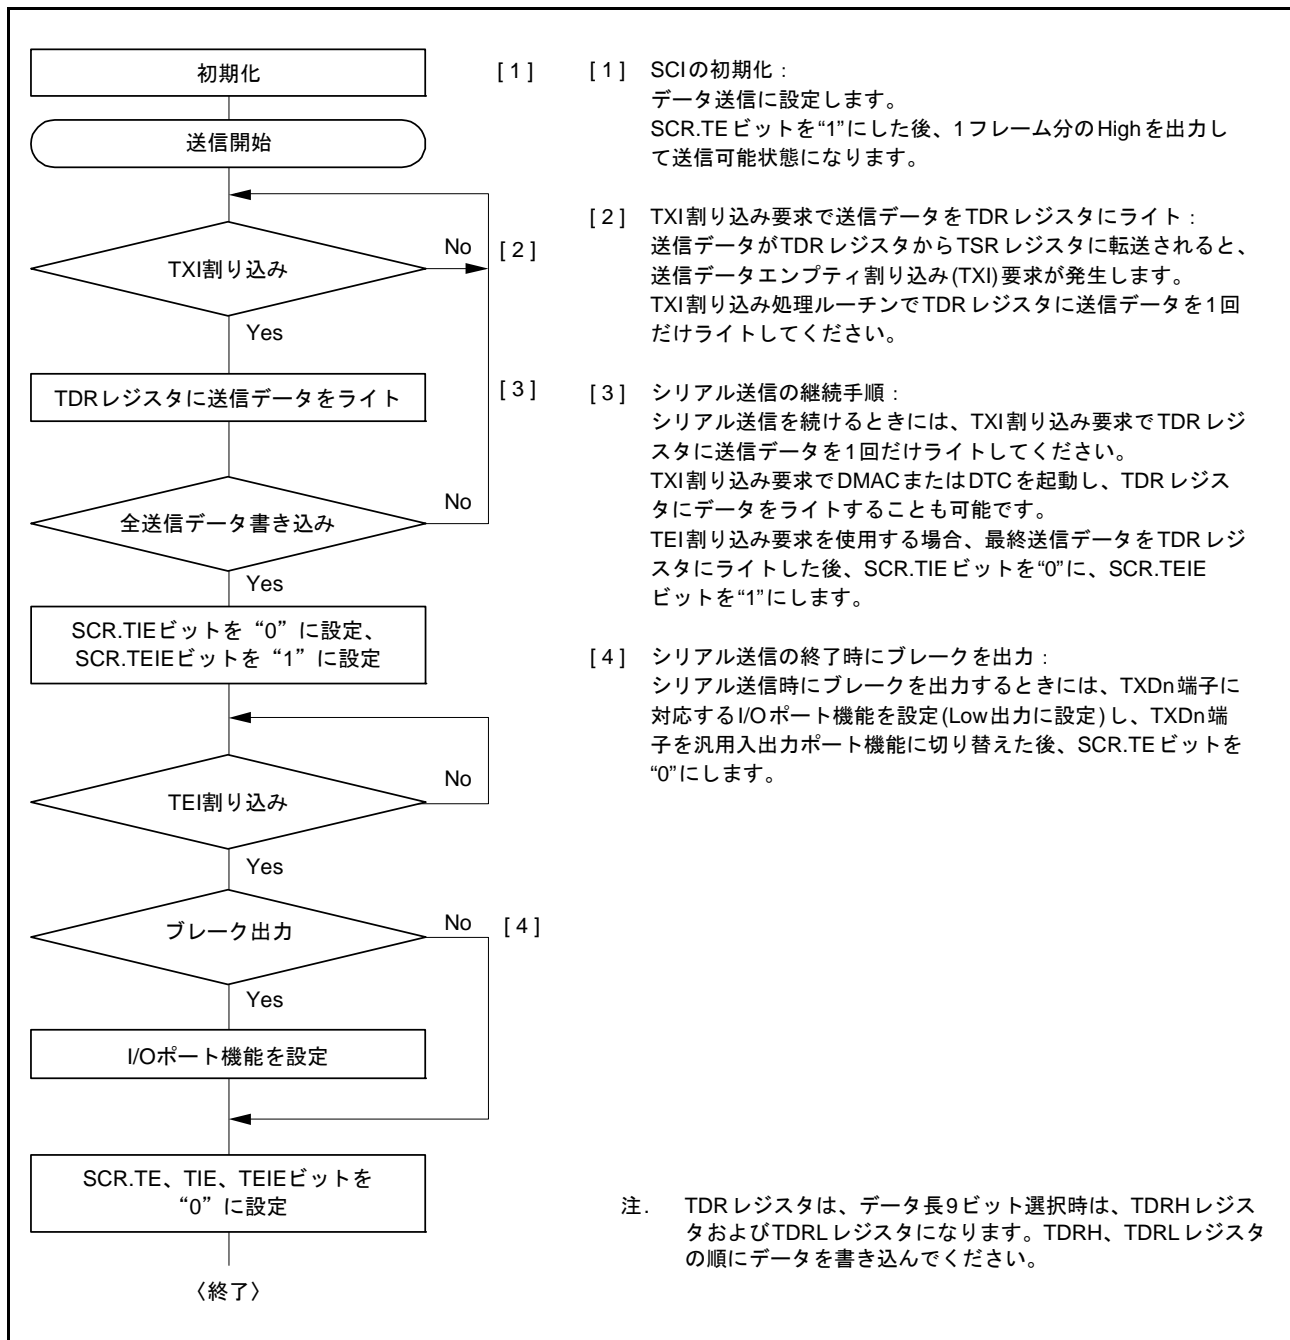 初期化
[1]
送信開始
TXI割り込み
No
[2]
Yes
TDRレジスタに送信データをライト
[3]
全送信データ書き込み
No
Yes
SCR.TIEビットを “0” に設定、
SCR.TEIEビットを “1” に設定
TEI割り込み
No
Yes
ブレーク出力
No
[4]
Yes
I/Oポート機能を設定
SCR.TE、TIE、TEIEビットを
“0” に設定
〈終了〉
[1] SCIの初期化：
データ送信に設定します。
SCR.TEビットを“1”にした後、1フレーム分のHighを出力し
て送信可能状態になります。
[2] TXI割り込み要求で送信データをTDRレジスタにライト：
送信データがTDRレジスタからTSRレジスタに転送されると、
送信データエンプティ割り込み(TXI)要求が発生します。
TXI割り込み処理ルーチンでTDRレジスタに送信データを1回
だけライトしてください。
[3] シリアル送信の継続手順：
シリアル送信を続けるときには、TXI割り込み要求でTDRレジ
スタに送信データを1回だけライトしてください。
TXI割り込み要求でDMACまたはDTCを起動し、TDRレジス
タにデータをライトすることも可能です。
TEI割り込み要求を使用する場合、最終送信データをTDRレジ
スタにライトした後、SCR.TIEビットを“0”に、SCR.TEIE
ビットを“1”にします。
[4] シリアル送信の終了時にブレークを出力：
シリアル送信時にブレークを出力するときには、TXDn端子に
対応するI/Oポート機能を設定(Low出力に設定)し、TXDn端
子を汎用入出力ポート機能に切り替えた後、SCR.TEビットを
“0”にします。
注. TDRレジスタは、データ長9ビット選択時は、TDRHレジス
タおよびTDRLレジスタになります。TDRH、TDRLレジスタ
の順にデータを書き込んでください。